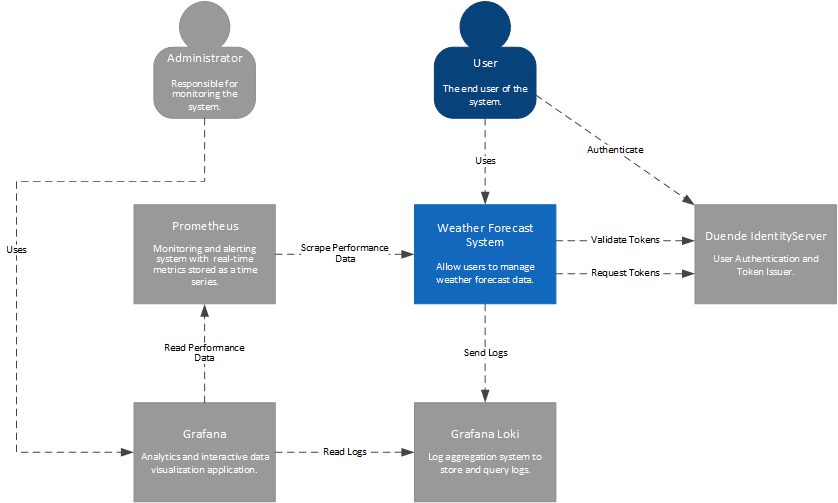 Administrator
Responsible for
monitoring the
system.
User
The end user of the
system.
Uses
Authenticate
Uses
Prometheus
Monitoring and alerting
system with real-time
metrics stored as a time
series.
Scrape Performance
Data
Weather Forecast
System
Allow users to manage
weather forecast data.
Validate Tokens
Request Tokens
Duende IdentityServer
User Authentication and
Token Issuer.
Read Performance
Data
Send Logs
Grafana
Analytics and interactive data
visualization application.
Read Logs
Grafana Loki
Log aggregation system to
store and query logs.